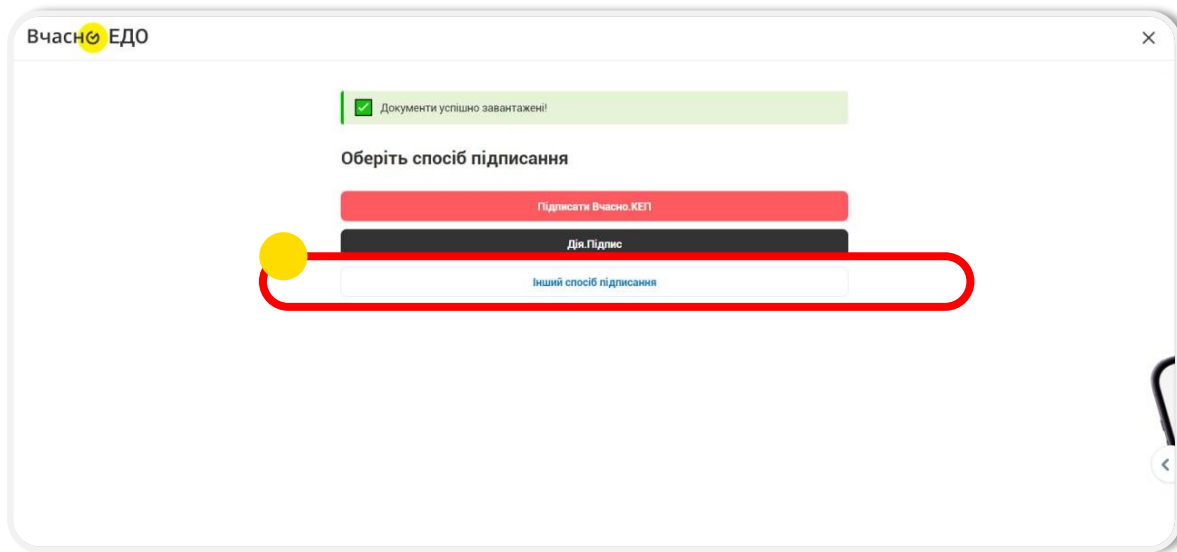 Вчасно ЕДО
Документи успішно завантажені!
Оберіть спосіб підписання
Підписати Вчасно.КЕП
Дія.Підпис
Інший спосіб підписання